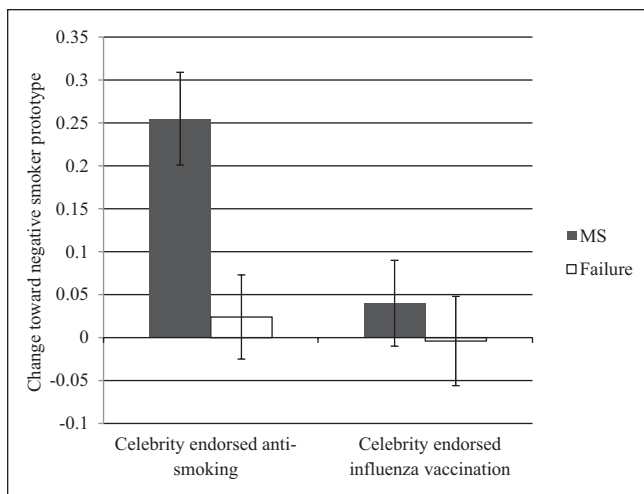 0.35
0.3
0.25
0.2
0.15
0.1
0.05
0
-0.05
-0.1
Change toward negative smoker prototype
MS
Failure
Celebrity endorsed anti-
smoking
Celebrity endorsed
influenza vaccination